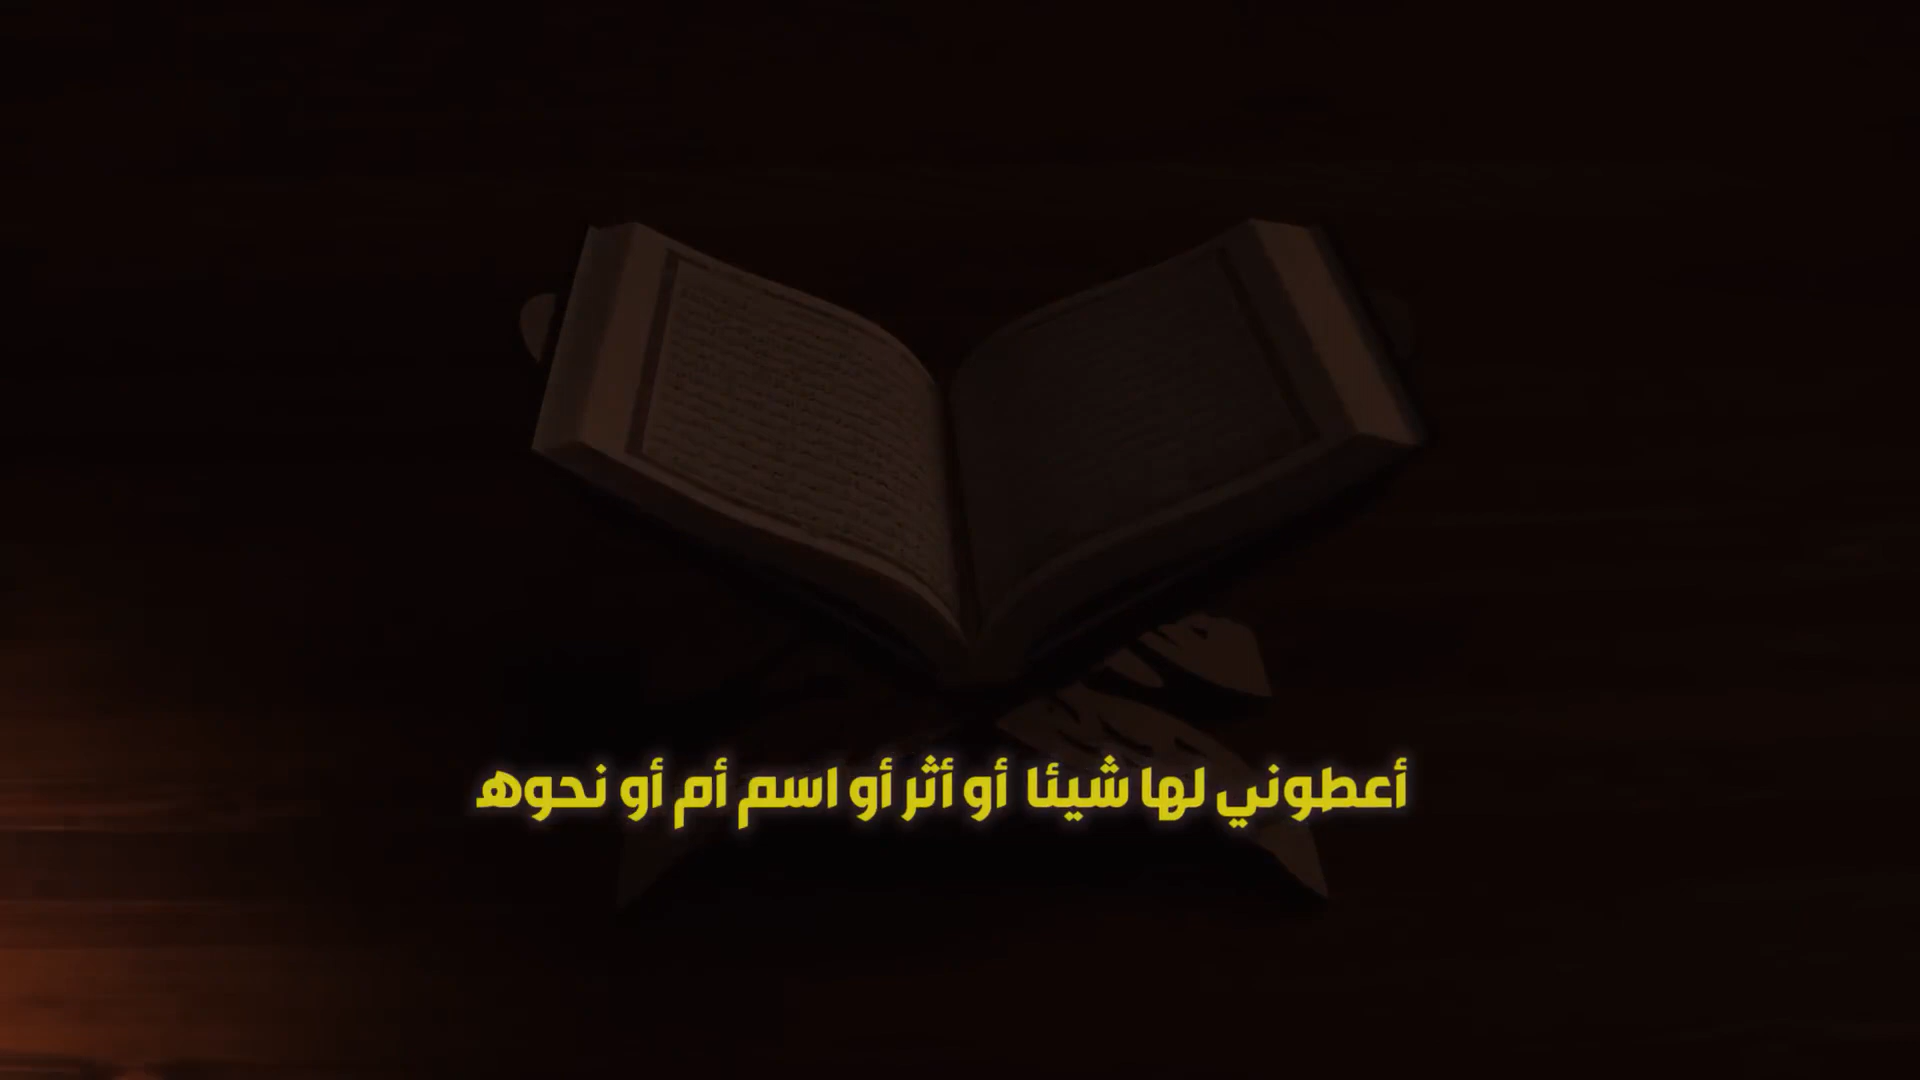 أعطوني لها شيئا أو أثر أو اسم أم أو نحوه